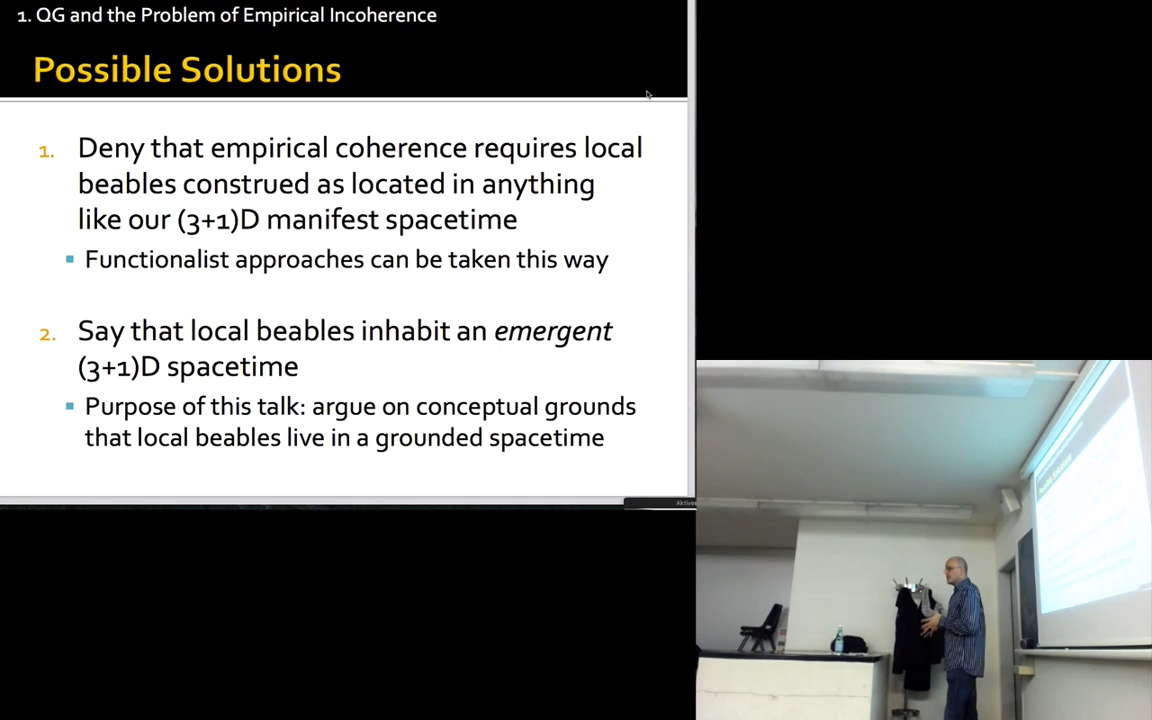 1. QG and the Problem of Empirical Incoherence
Possible Solutions
1. Deny that empirical coherence requires local
beables construed as located in anything
like our (3+1)D manifest spacetime
▪ Functionalist approaches can be taken this way
2. Say that local beables inhabit an emergent
(3+1)D spacetime
▪ Purpose of this talk: argue on conceptual grounds
that local beables live in a grounded spacetime